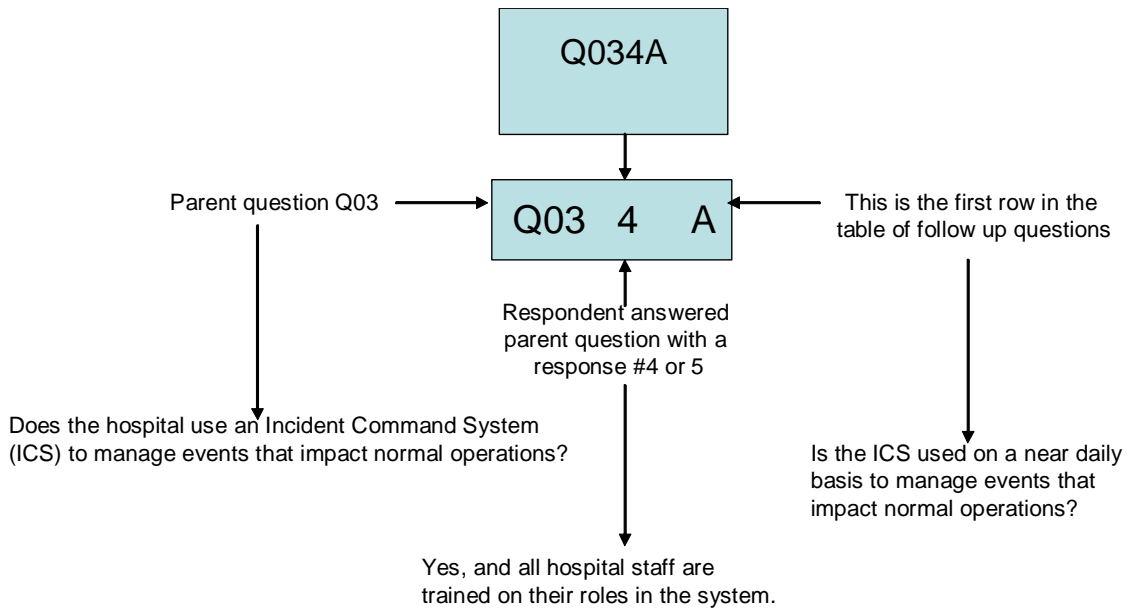 Q034A
Q03 4 A
Parent question Q03
This is the first row in the
table of follow up questions
Respondent answered
parent question with a
response #4 or 5
Does the hospital use an Incident Command System
(ICS) to manage events that impact normal operations?
Is the ICS used on a near daily
basis to manage events that
impact normal operations?
Yes, and all hospital staff are
trained on their roles in the system.